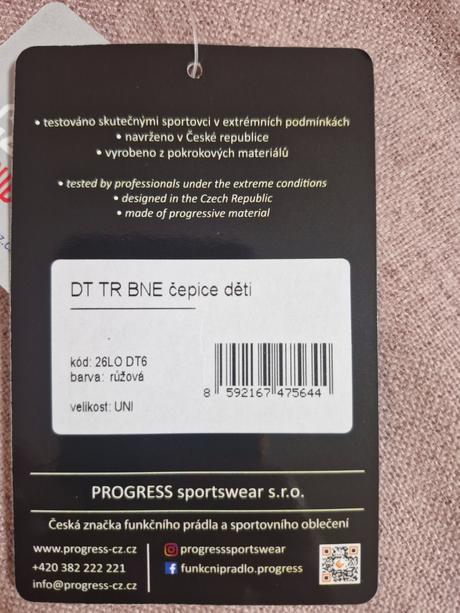 • testováno skutečnými sportovci v extrémních podmínkách
• navrženo v České republice
• vyrobeno z pokrokových materiálů
• tested by professionals under the extreme conditions
• designed in the Czech Republic
• made of progressive material
DT TR BNE čepice děti
kód: 26LO DT6
barva: růžová
velikost: UNI
8 592167 475644
PROGRESS sportswear s.r.o.
Česká značka funkčního prádla a sportovního oblečení
www.progress-cz.cz
+420 382 222 221
info@progress-cz.cz
progresssportswear
funkcnipradlo.progress